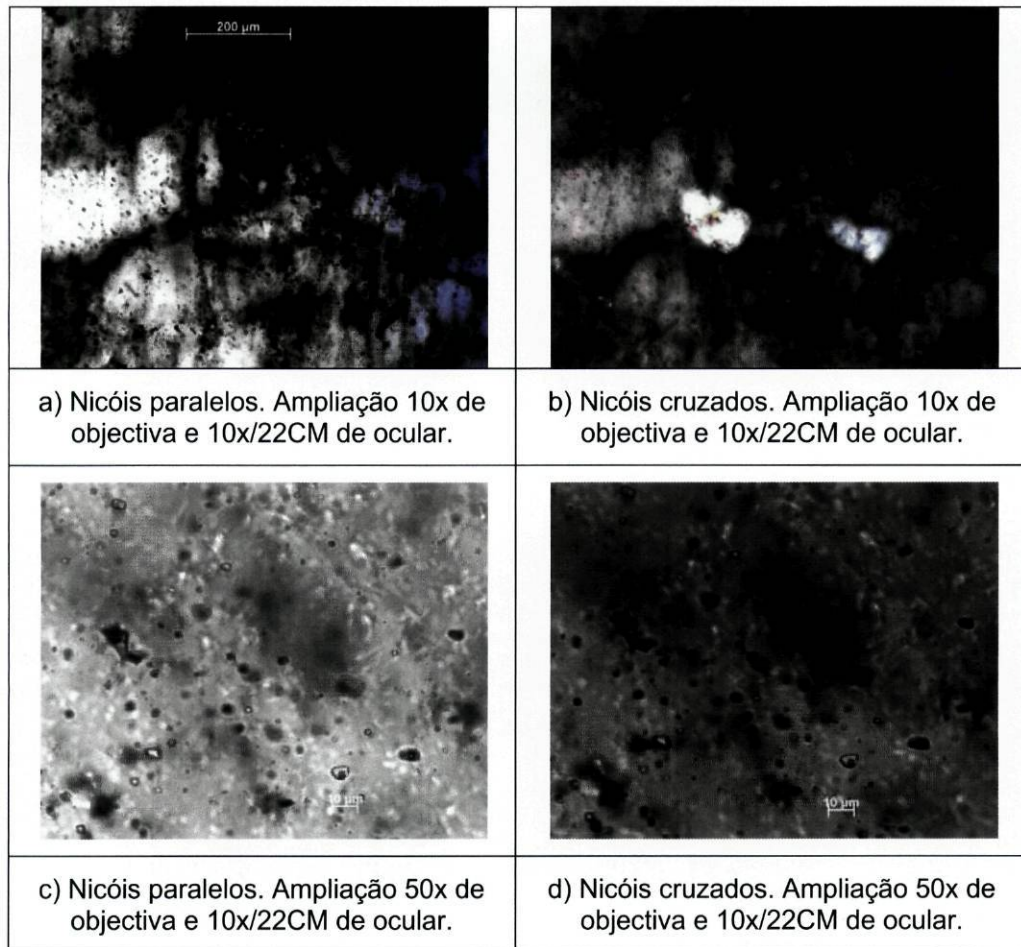 200 µm
a) Nicóis paralelos. Ampliação 10x de
objectiva e 10x/22CM de ocular.
b) Nicóis cruzados. Ampliação 10x de
objectiva e 10x/22CM de ocular.
10 µm
10 µm
c) Nicóis paralelos. Ampliação 50x de
objectiva e 10x/22CM de ocular.
d) Nicóis cruzados. Ampliação 50x de
objectiva e 10x/22CM de ocular.